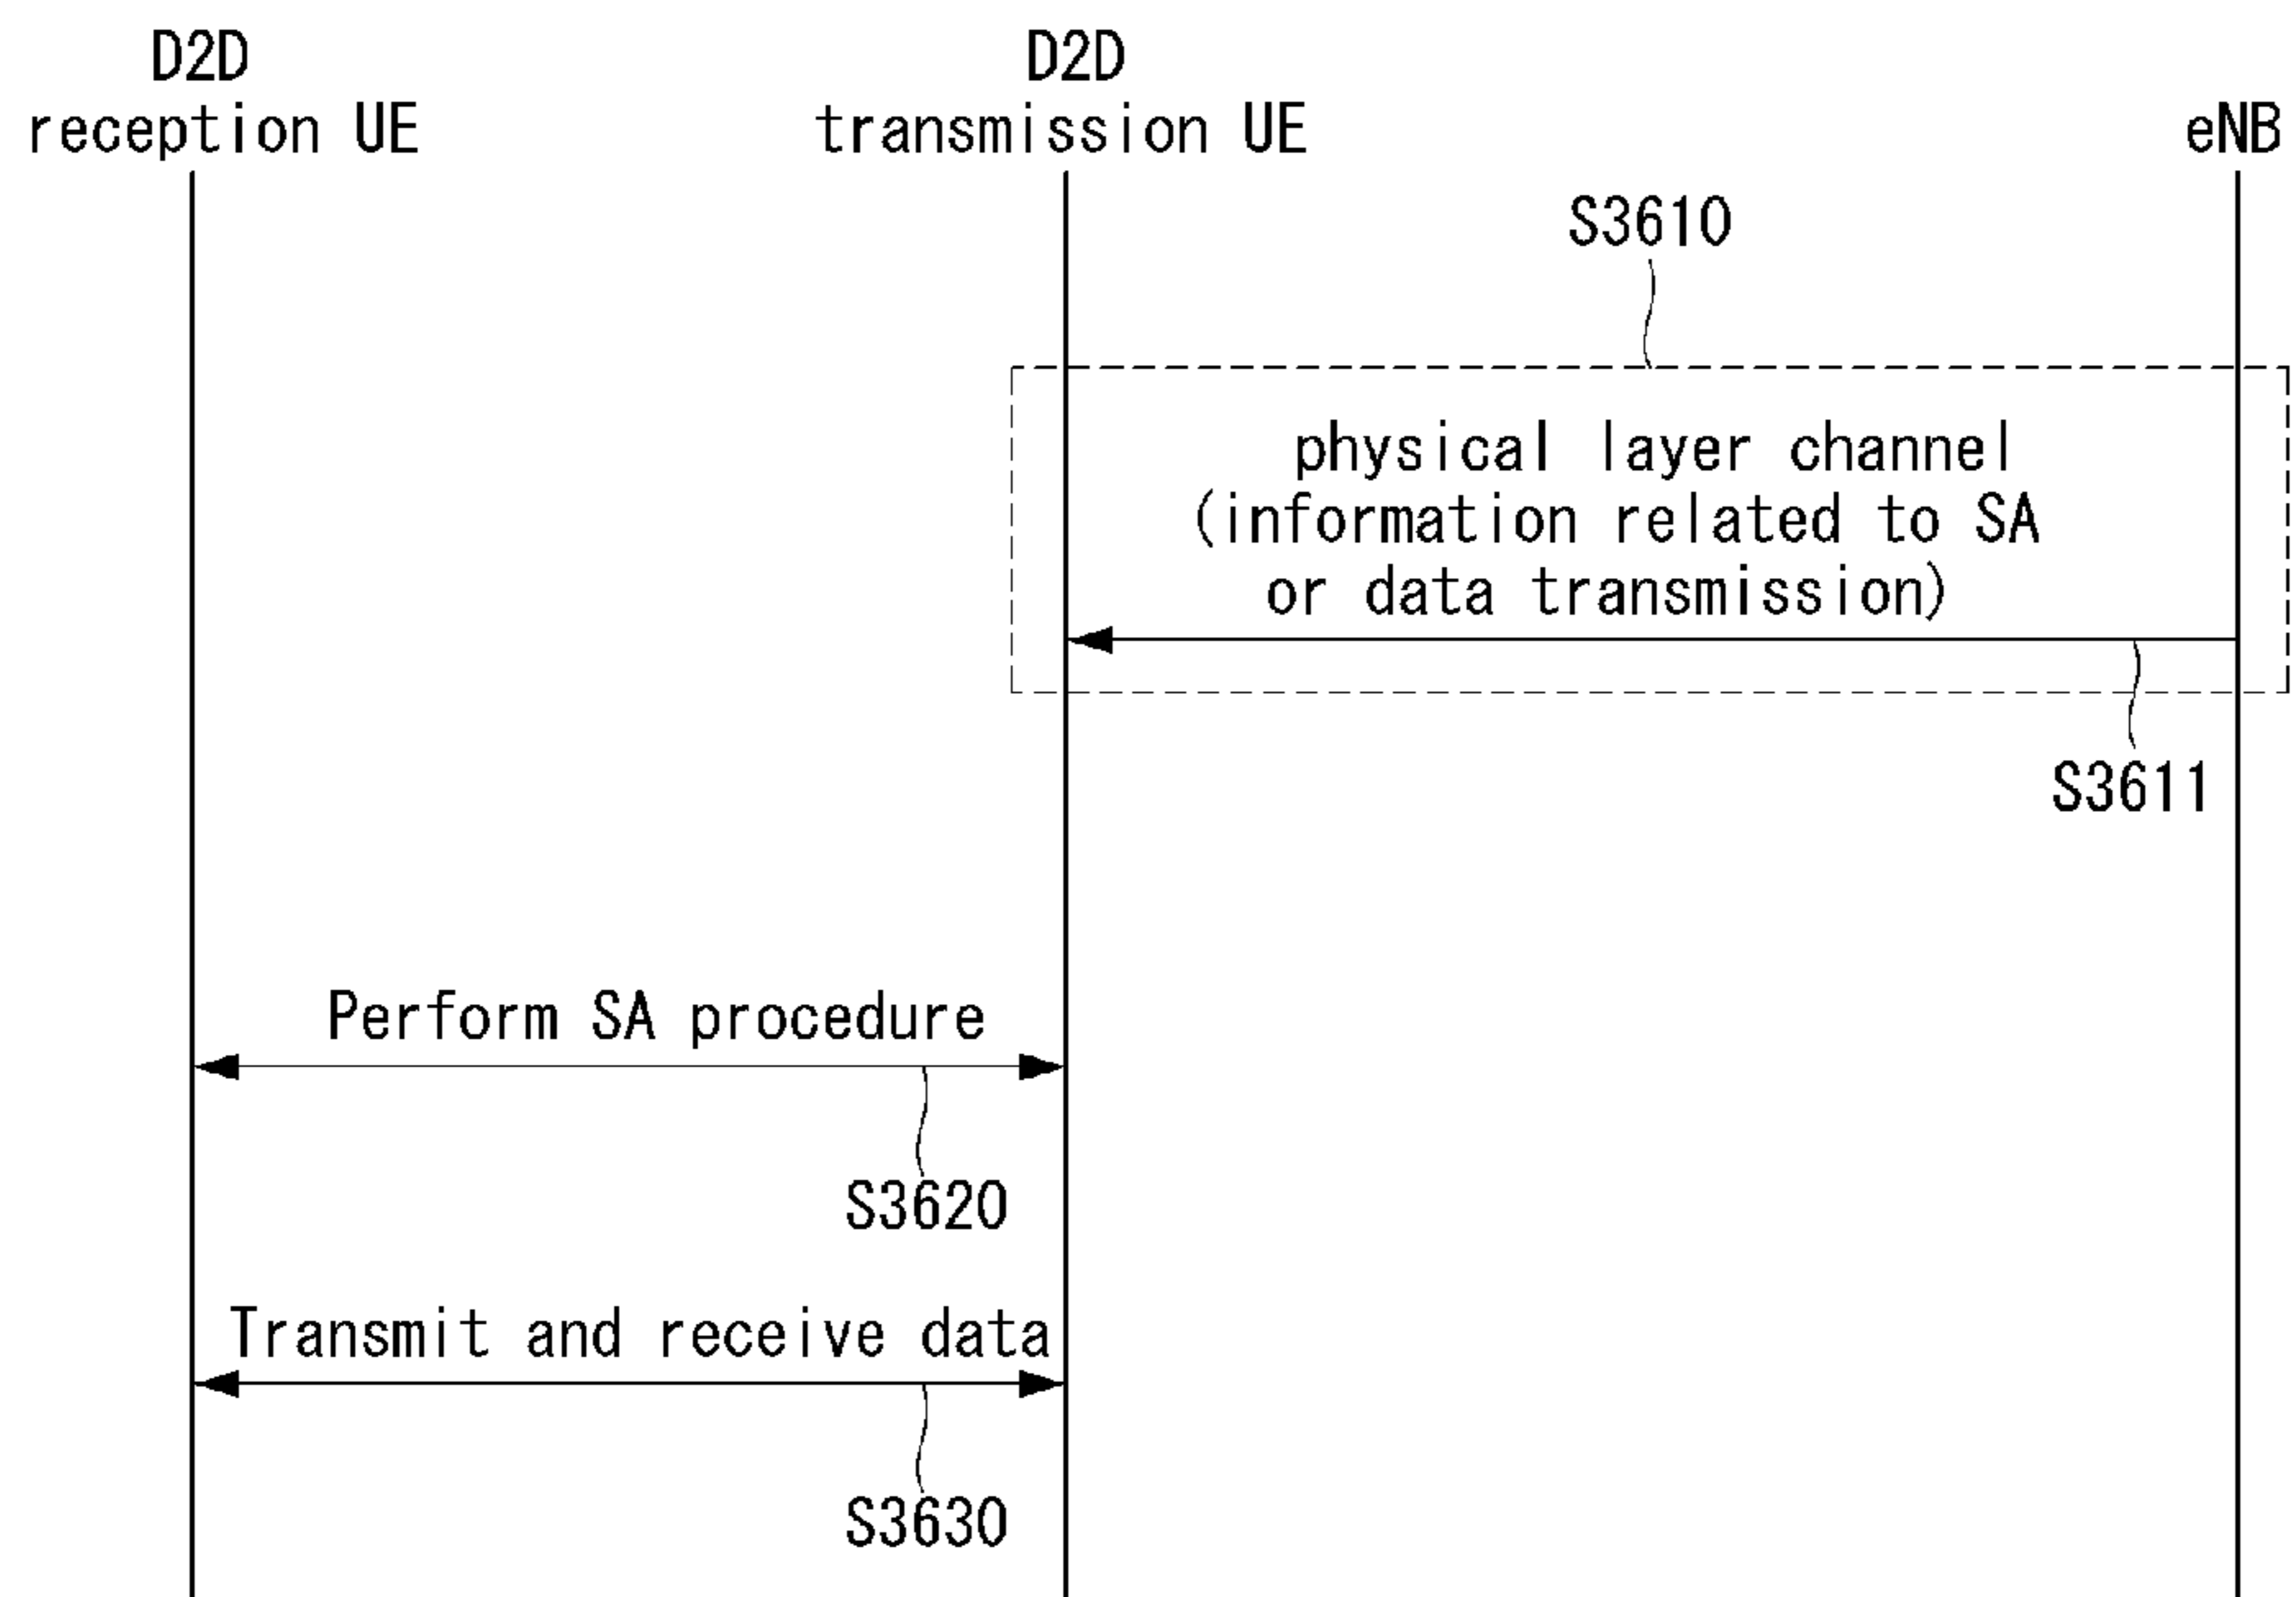 D2D
reception UE
D2D
transmission UE
eNB
S3610
physical layer channel
(information related to SA
or data transmission)
S3611
Perform SA procedure
S3620
Transmit and receive data
S3630